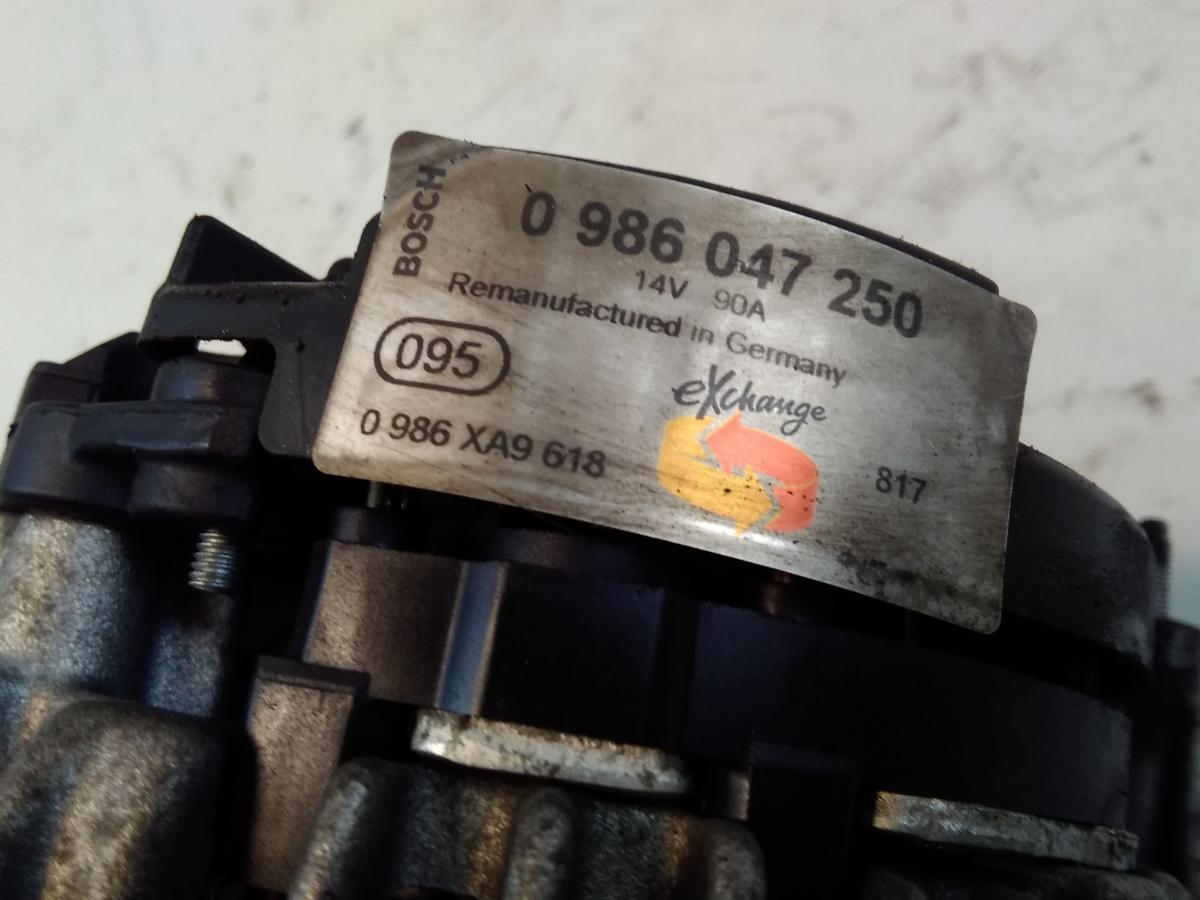 BOSCH
0 986 047 250
14V 90A
Remanufactured in Germany
095
eXchange
0 986 XA9 618
817